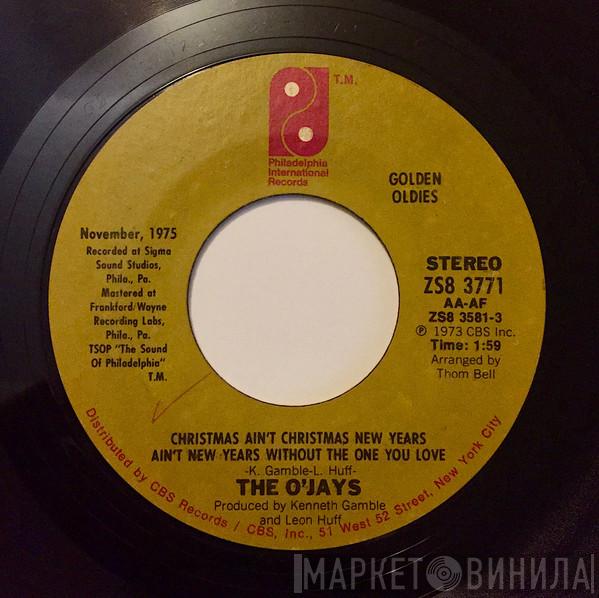 T.M.
Philadelphia
International
Records
GOLDEN
OLDIES
November, 1975
Recorded at Sigma
Sound Studios,
Phila., Pa.
Mastered at
Frankford/Wayne
Recording Labs,
Phila., Pa.
TSOP "The Sound
Of Philadelphia"
T.M.
STEREO
ZS8 3771
AA-AF
ZS8 3581-3
℗ 1973 CBS Inc.
Time: 1:59
Arranged by
Thom Bell
CHRISTMAS AIN'T CHRISTMAS NEW YEARS
AIN'T NEW YEARS WITHOUT THE ONE YOU LOVE
-K. Gamble-L. Huff-
THE O'JAYS
Produced by Kenneth Gamble
and Leon Huff
Distributed by CBS Records / CBS, Inc., 51 West 52 Street, New York City
МАРКЕТ ВИНИЛА